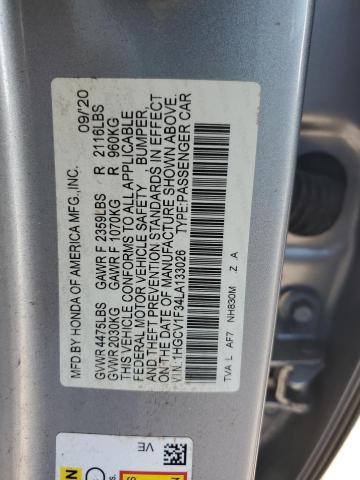 MFD BY HONDA OF AMERICA MFG.,INC. 09/20
GVWR 4475LBS GAWR F 2359LBS R 2116LBS
GVWR 2030KG GAWR F 1070KG R 960KG
THIS VEHICLE CONFORMS TO ALL APPLICABLE
FEDERAL MOTOR VEHICLE SAFETY BUMPER,
AND THEFT PREVENTION STANDARDS IN EFFECT
ON THE DATE OF MANUFACTURE SHOWN ABOVE.
V.I.N:1HGCV1F34LA133026 TYPE:PASSENGER CAR
TVA L AF7 NH830M Z A
VE